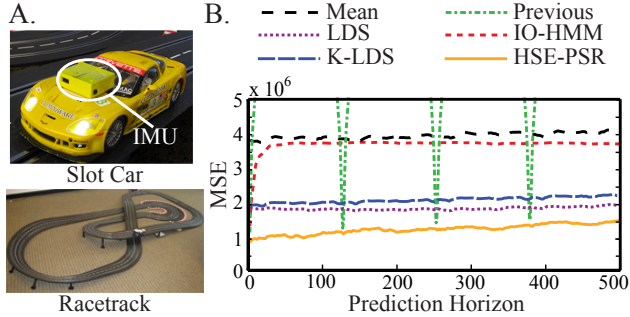 A.
IMU
Slot Car
Racetrack
B.
Mean
LDS
K-LDS
Previous
IO-HMM
HSE-PSR
x 10^6
MSE
5
4
3
2
1
0
0 100 200 300 400 500
Prediction Horizon